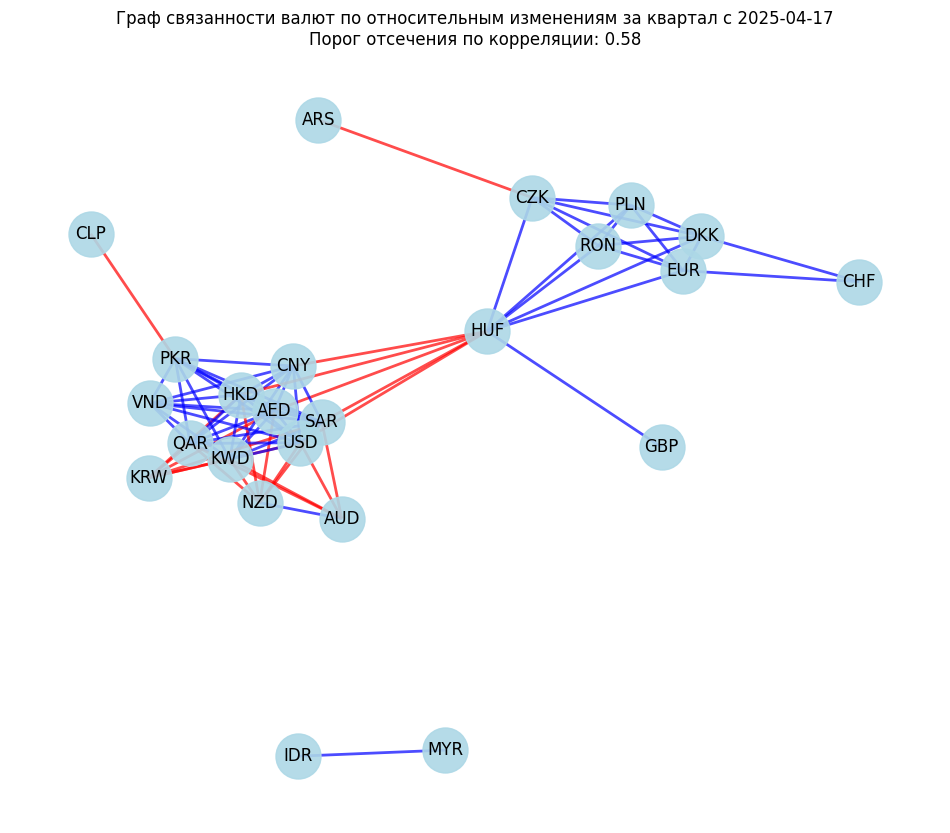 Граф связанности валют по относительным изменениям за квартал с 2025-04-17
Порог отсечения по корреляции: 0.58
ARS
CZK
PLN
CLP
DKK
RON
EUR
CHF
HUF
PKR
CNY
HKD
VND
AED
SAR
QAR
USD
GBP
KWD
KRW
NZD
AUD
IDR
MYR